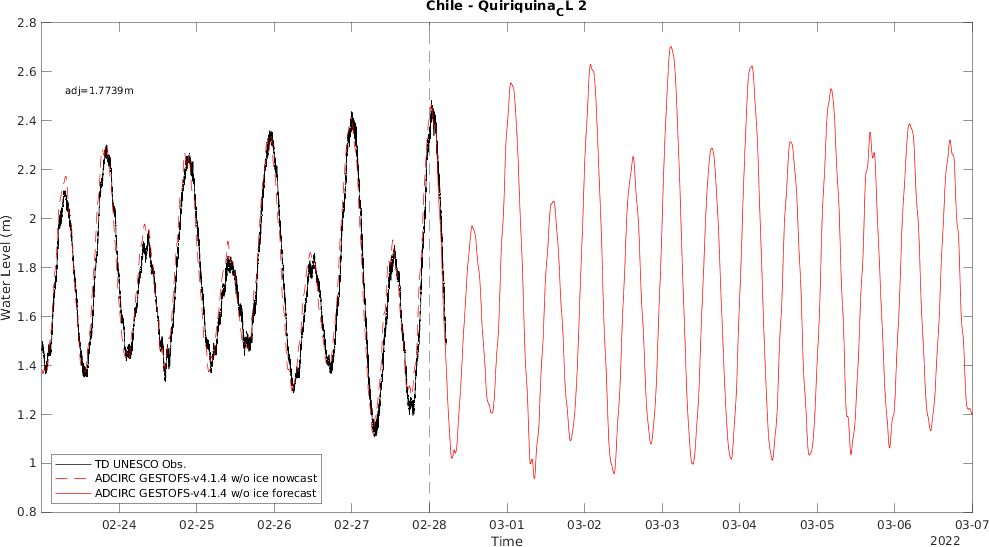 Chile - Quiriquina_CL 2
2.8
2.6
2.4
2.2
2
1.8
1.6
1.4
1.2
1
0.8
Water Level (m)
adj=1.7739m
TD UNESCO Obs.
ADCIRC GESTOFS-v4.1.4 w/o ice nowcast
ADCIRC GESTOFS-v4.1.4 w/o ice forecast
02-24 02-25 02-26 02-27 02-28 03-01 03-02 03-03 03-04 03-05 03-06 03-07
Time
2022